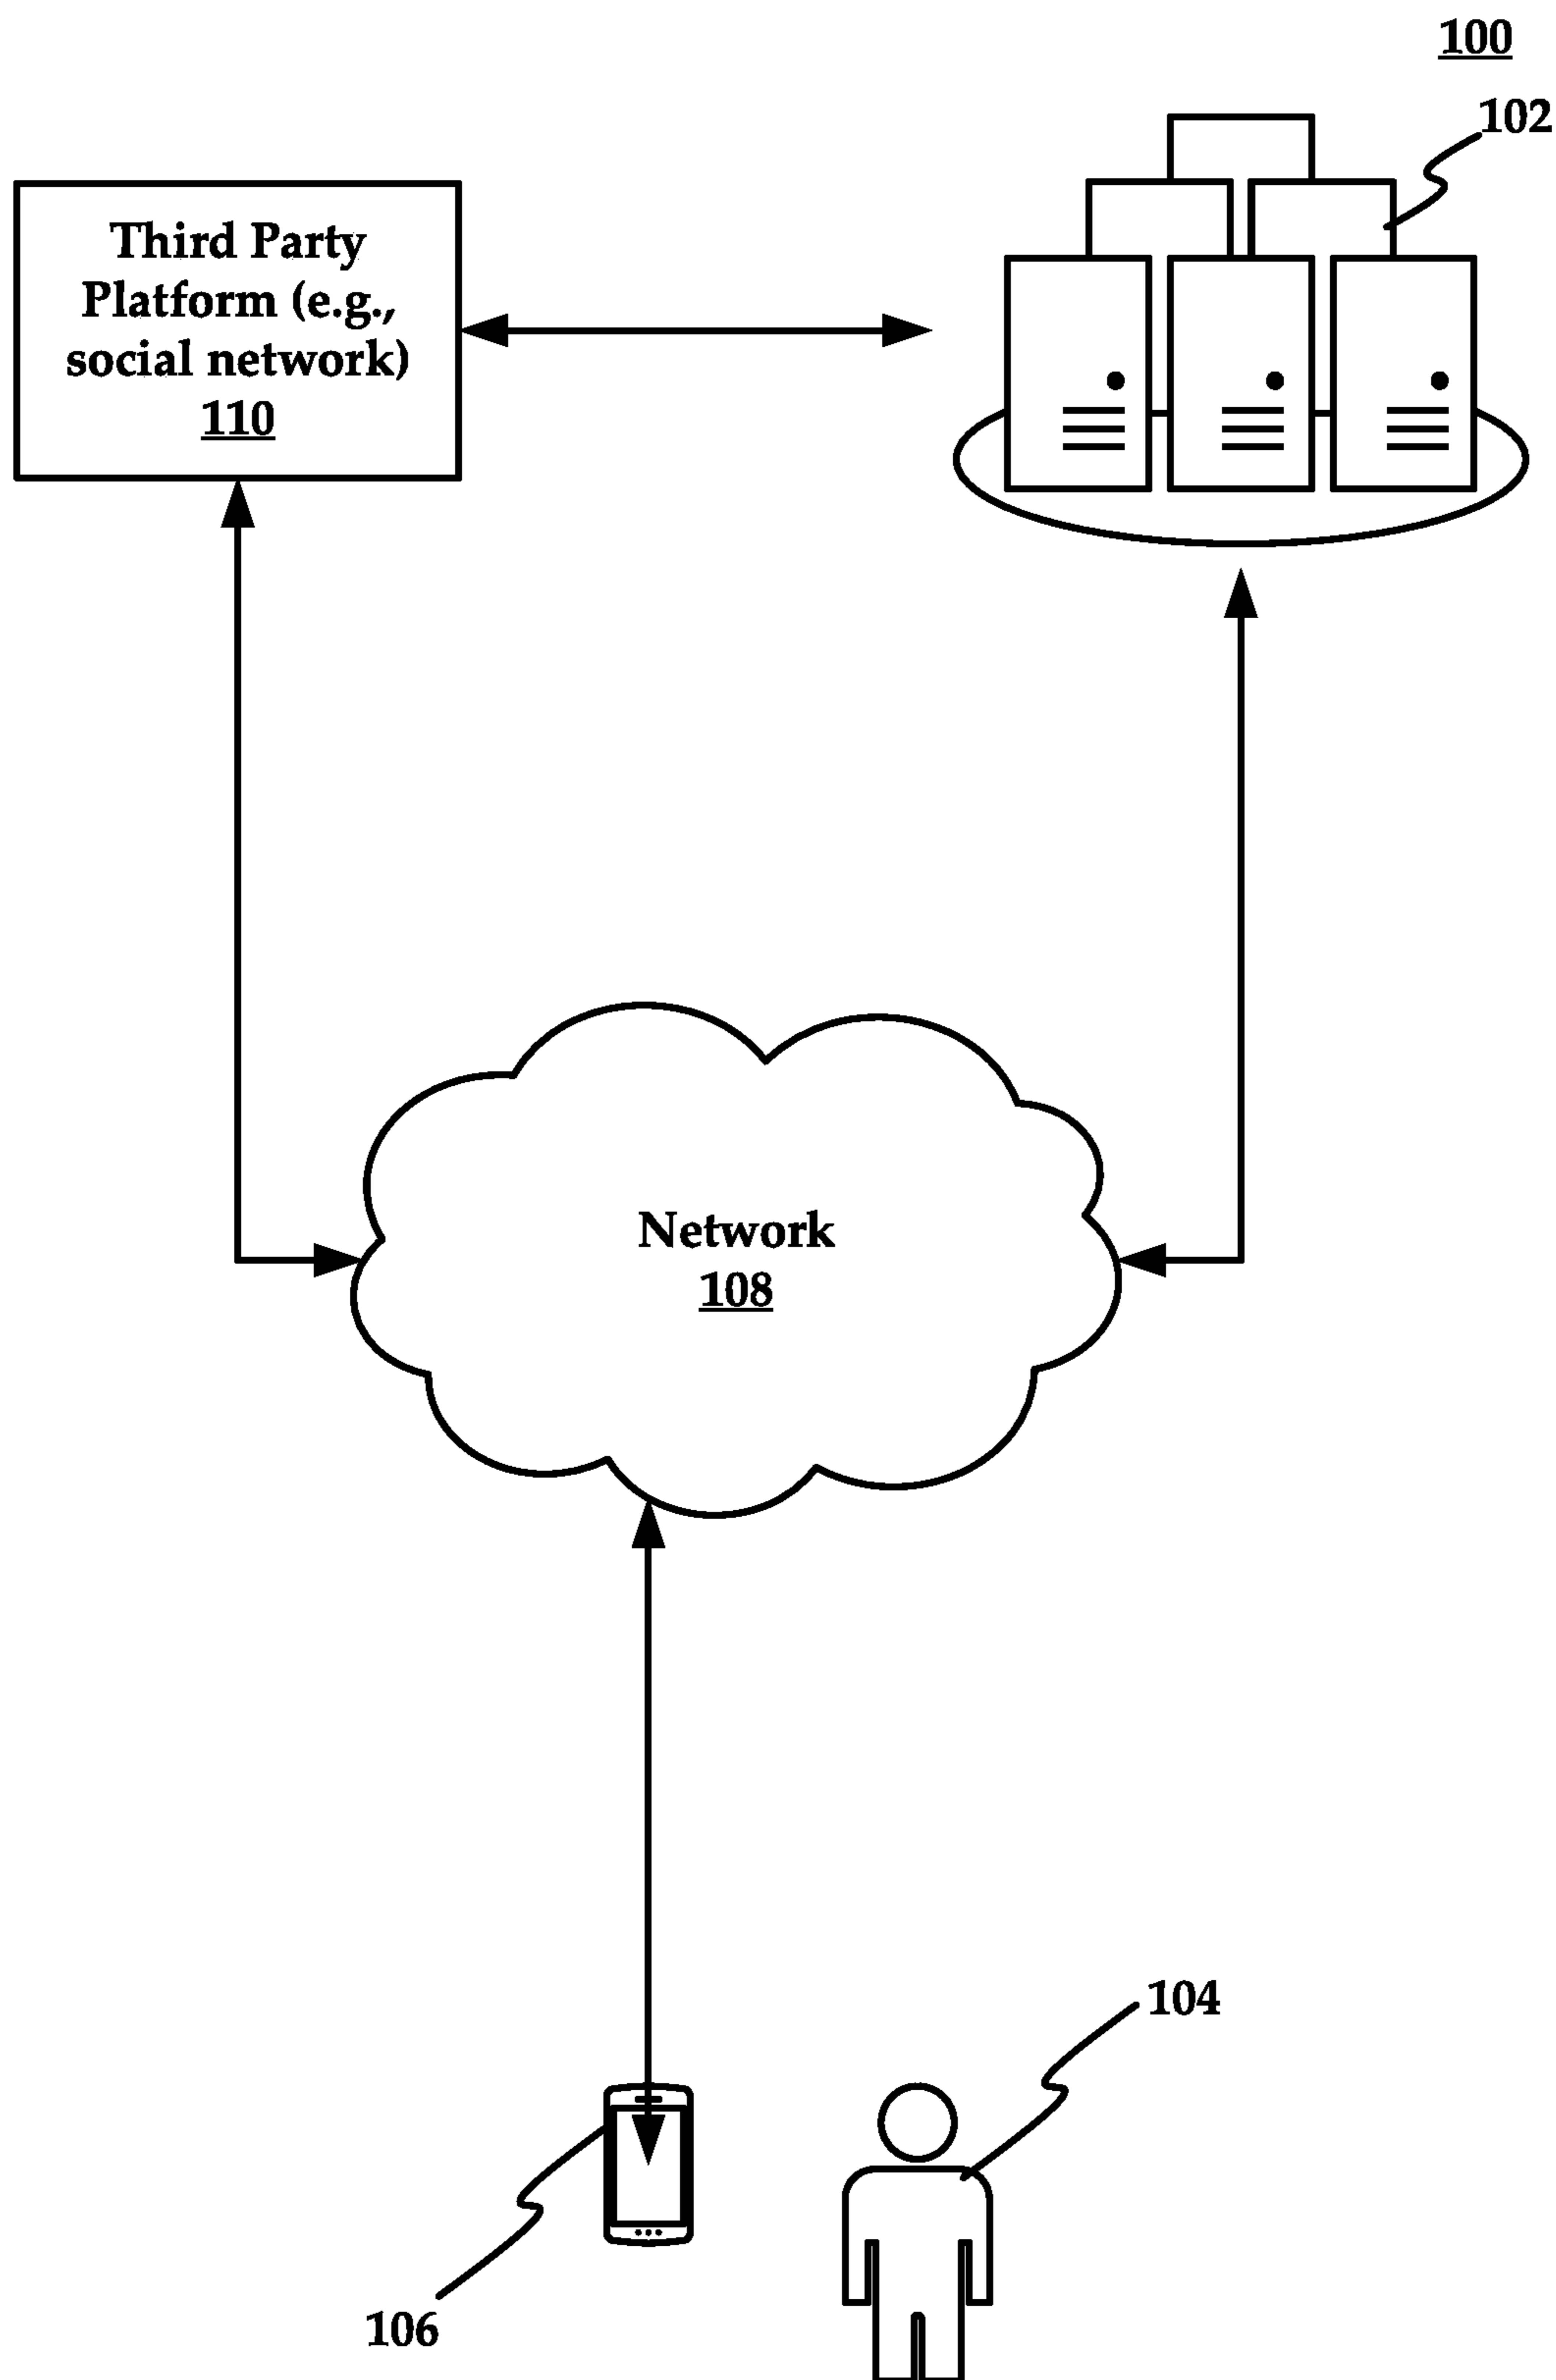 100
102
Third Party
Platform (e.g.,
social network)
110
Network
108
104
106